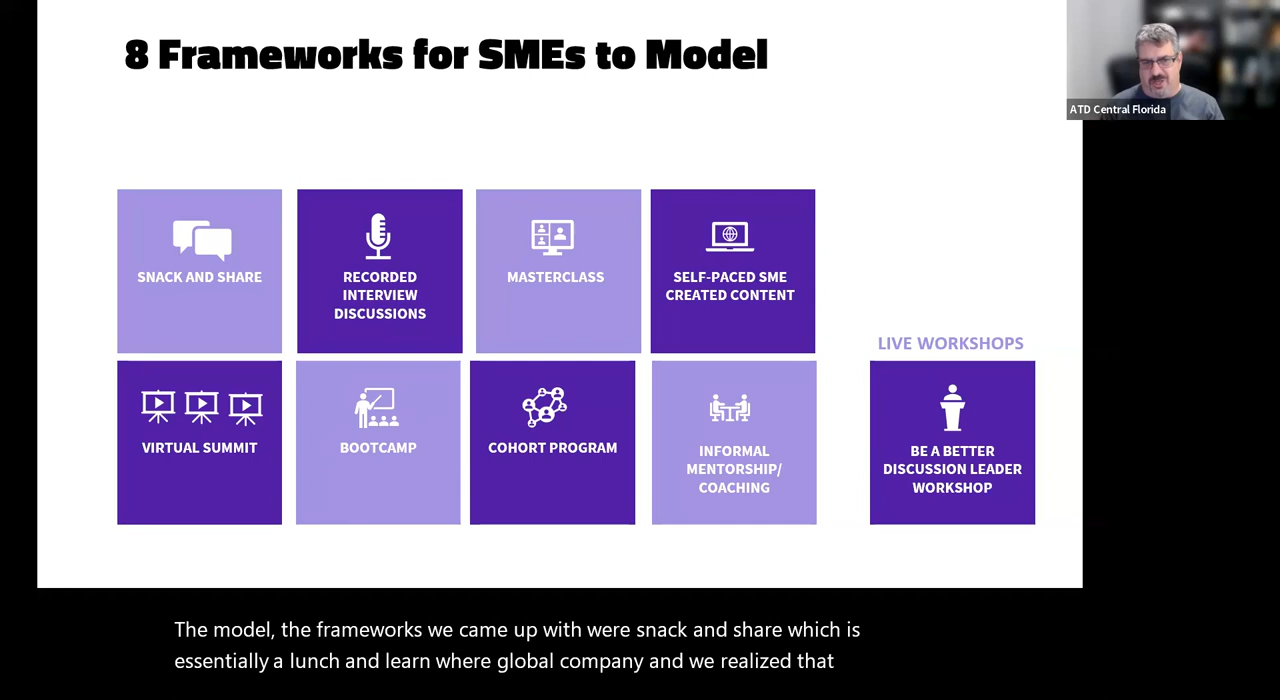 8 Frameworks for SMEs to Model
ATD Central Florida
SNACK AND SHARE
RECORDED
INTERVIEW
DISCUSSIONS
MASTERCLASS
SELF-PACED SME
CREATED CONTENT
LIVE WORKSHOPS
VIRTUAL SUMMIT
BOOTCAMP
COHORT PROGRAM
INFORMAL
MENTORSHIP/
COACHING
BE A BETTER
DISCUSSION LEADER
WORKSHOP
The model, the frameworks we came up with were snack and share which is
essentially a lunch and learn where global company and we realized that